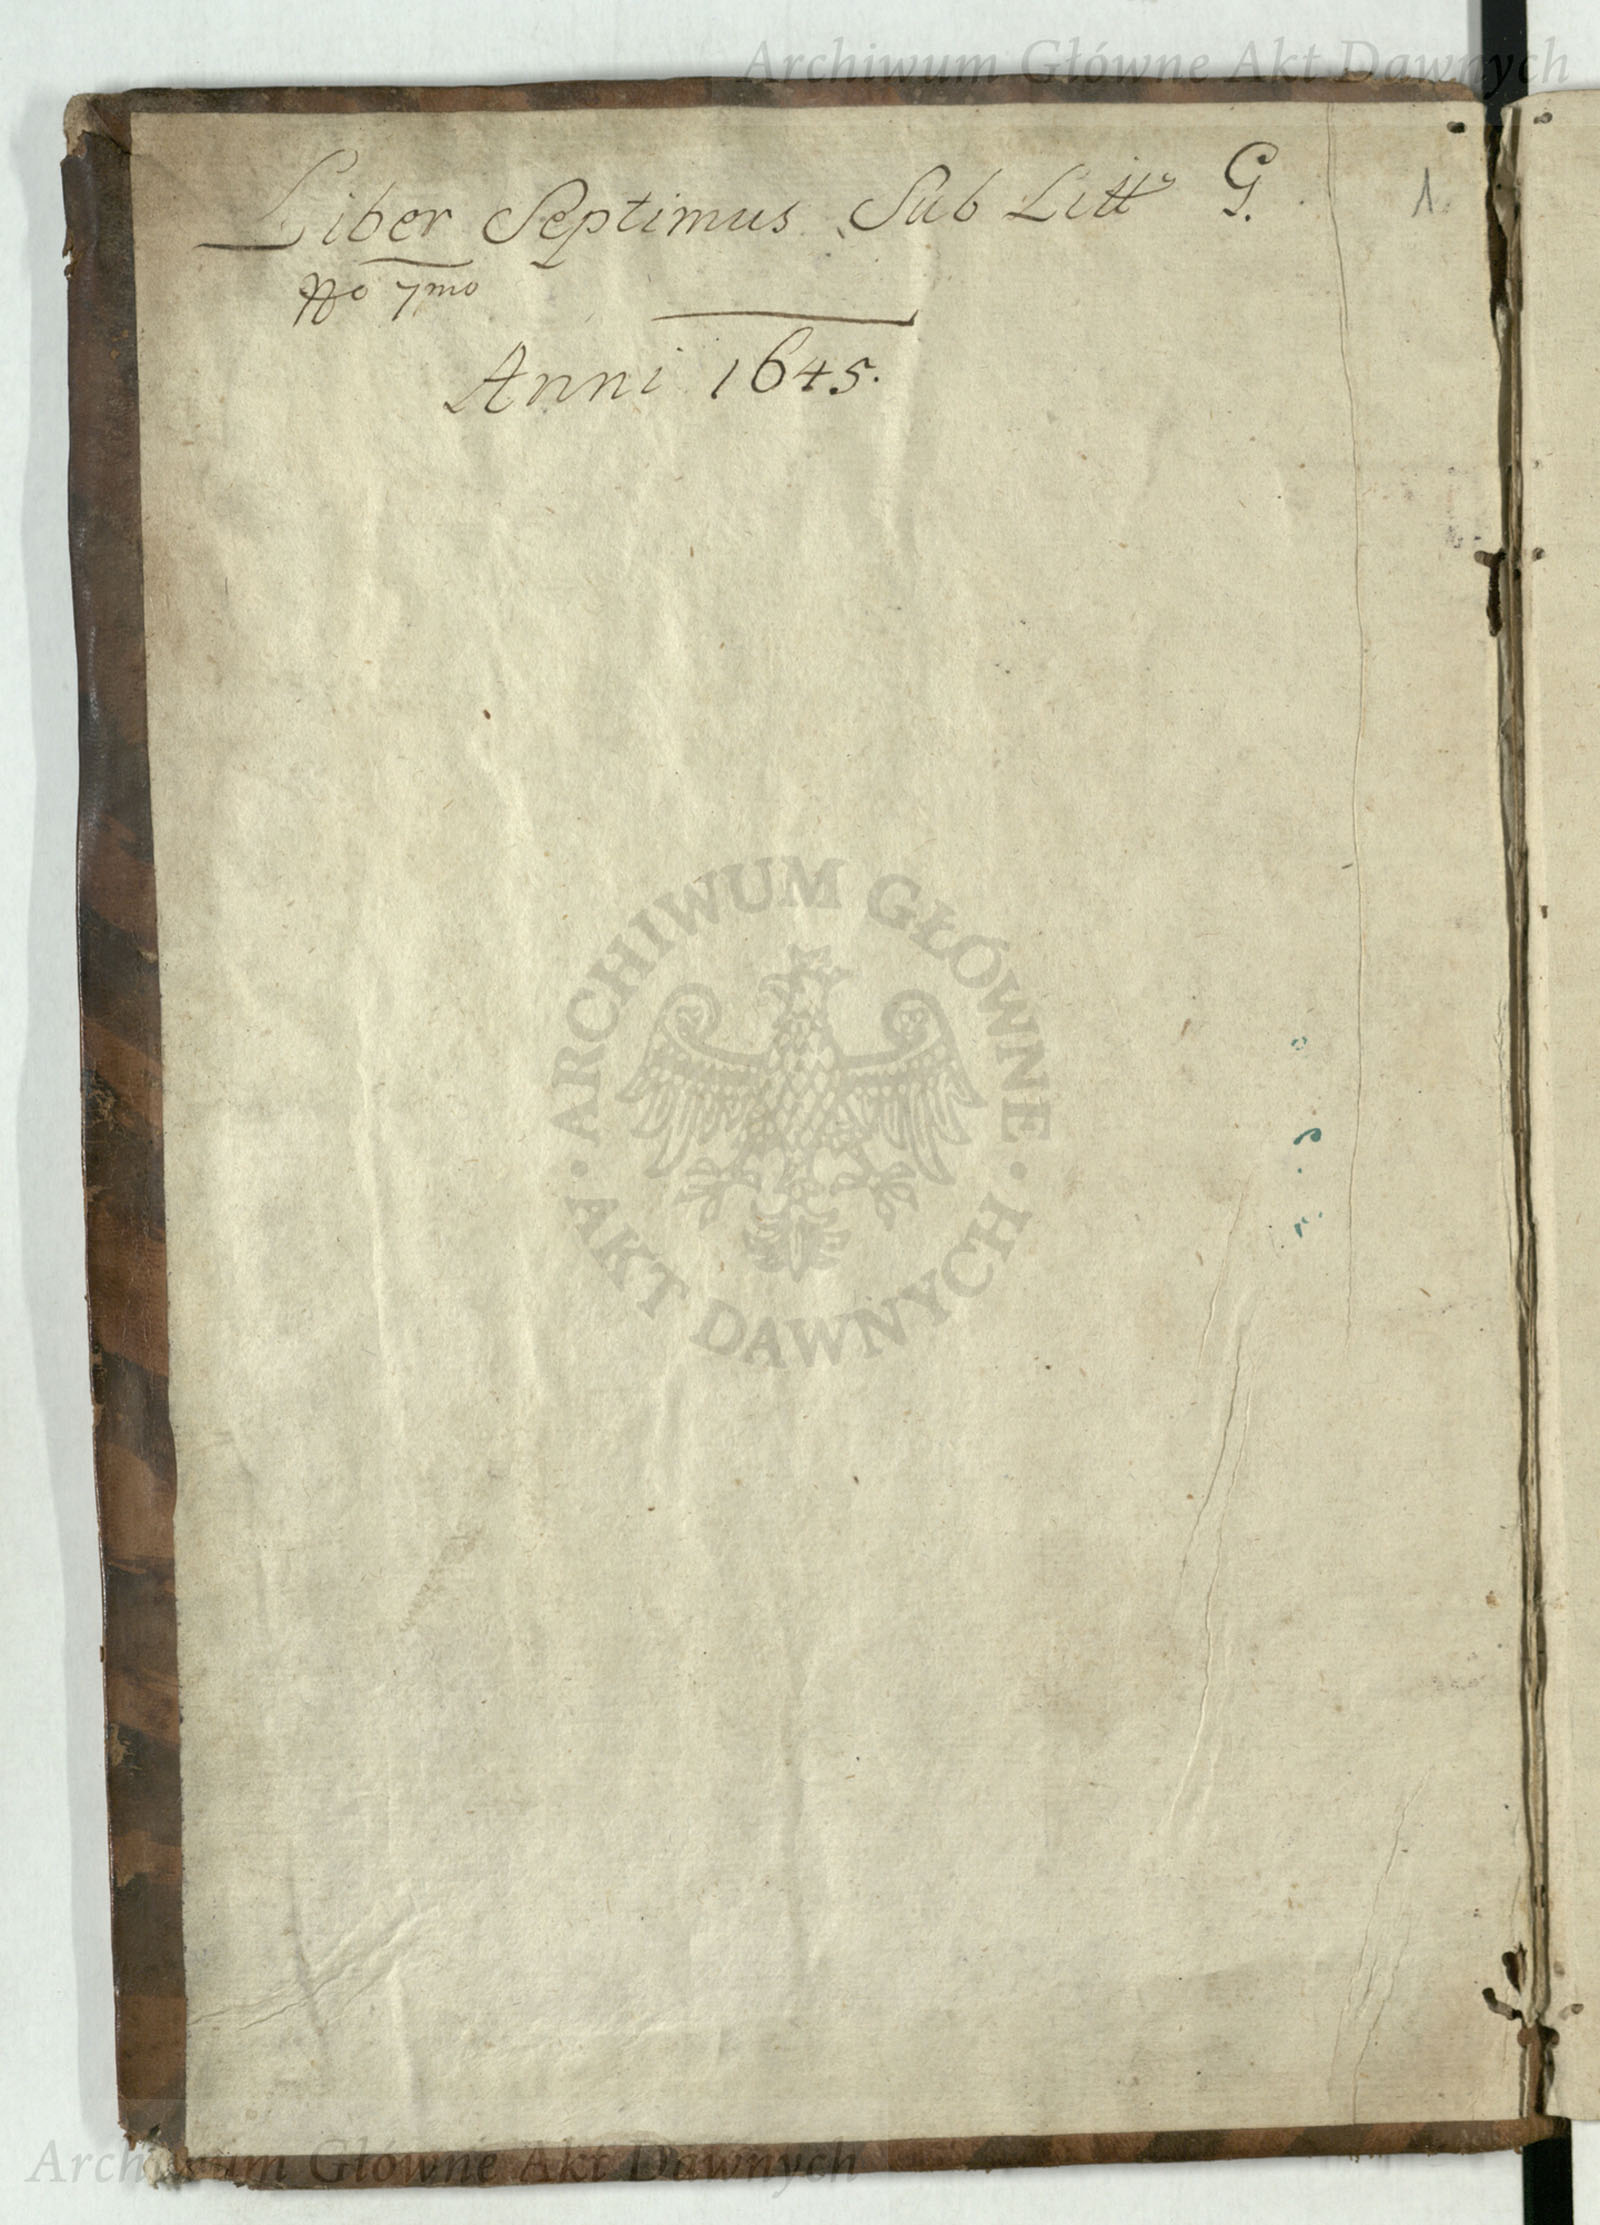 Archiwum Główne Akt Dawnych
Liber Septimus Sub Litt G.
1.
No 7mo
Anni 1645.
ARCHIWUM GŁÓWNE
AKT DAWNYCH
Archiwum Główne Akt Dawnych